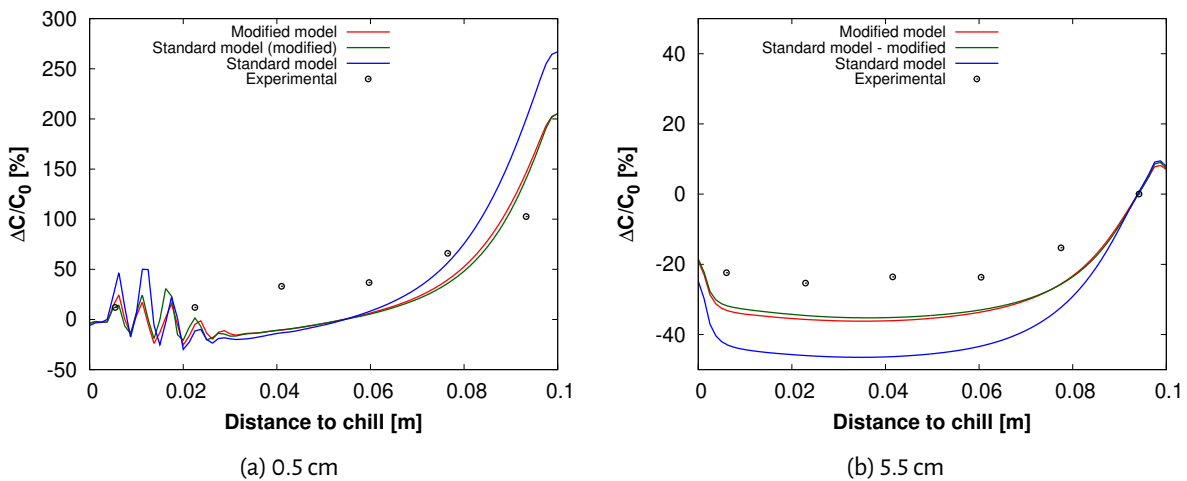 300
250
200
150
100
50
0
-50
ΔC/C0 [%]
Modified model
Standard model (modified)
Standard model
Experimental
0 0.02 0.04 0.06 0.08 0.1
Distance to chill [m]
(a) 0.5 cm
40
20
0
-20
-40
ΔC/C0 [%]
Modified model
Standard model - modified
Standard model
Experimental
0 0.02 0.04 0.06 0.08 0.1
Distance to chill [m]
(b) 5.5 cm